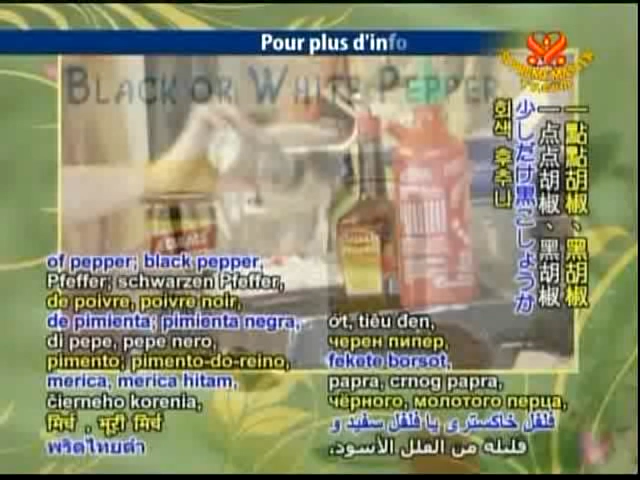 Pour plus d'info
SUPREME MASTER
TV.com
BLACK OR WHITE PEPPER
一點點胡椒、黑胡椒
一点点胡椒、黑胡椒
少しだけ黒こしょうか
회색 후추나
of pepper; black pepper,
Pfeffer; schwarzen Pfeffer,
de poivre, poivre noir,
de pimienta; pimienta negra,
di pepe, pepe nero,
pimento; pimento-do-reino,
merica, merica hitam,
čierneho korenia,
मिर्च , भूरी मिर्च
พริกไทยดำ
ớt, tiêu đen,
черен пипер,
fekete borsot,
papra, crnog papra,
чёрного, молотого перца,
فلفل خاکستری یا فلفل سفید و
قليله من الفلل الأسود،